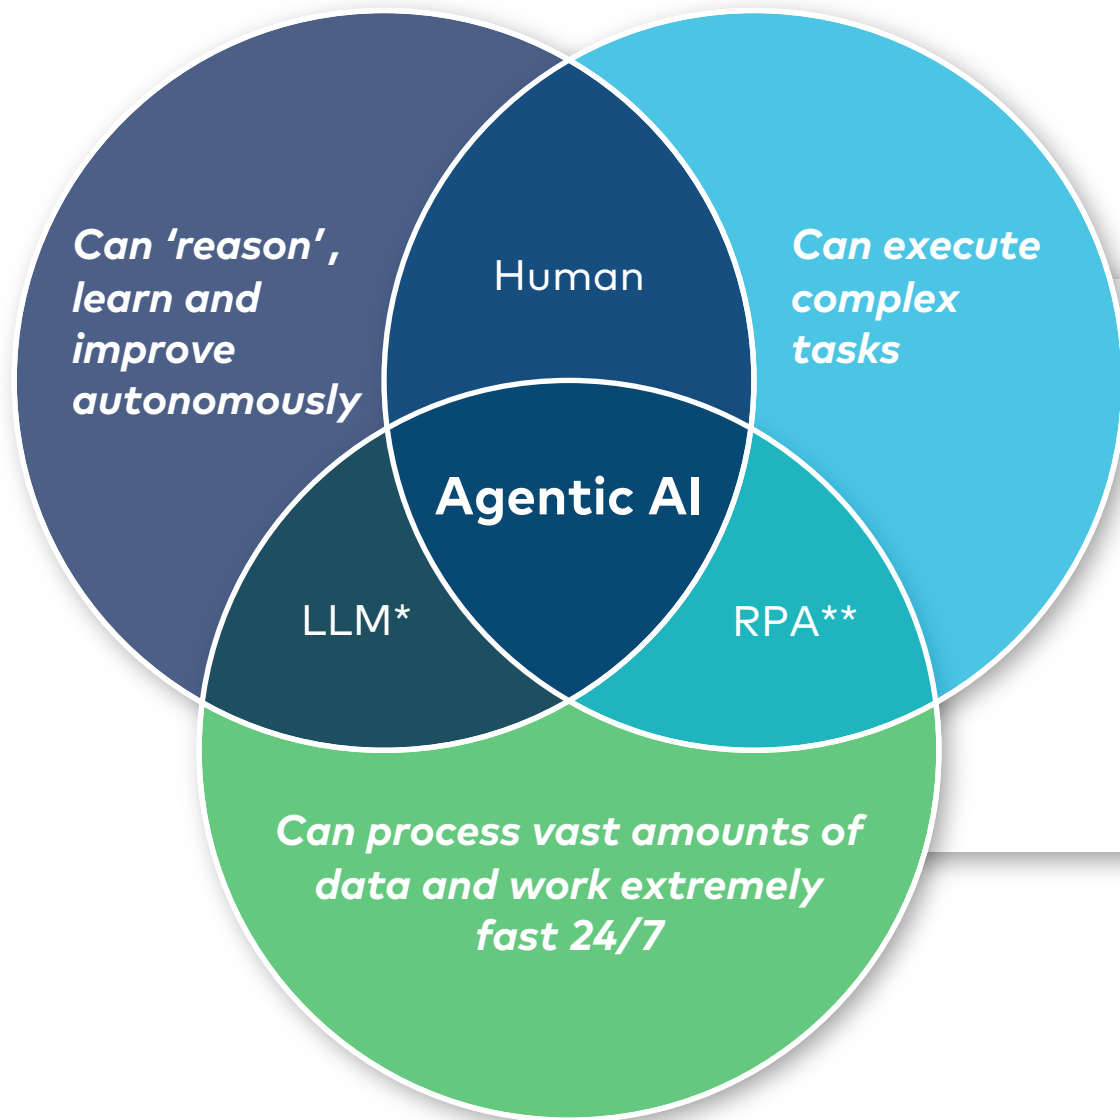 Can ‘reason’,
learn and
improve
autonomously
Human
Can execute
complex
tasks
Agentic AI
LLM*
RPA**
Can process vast amounts of
data and work extremely
fast 24/7